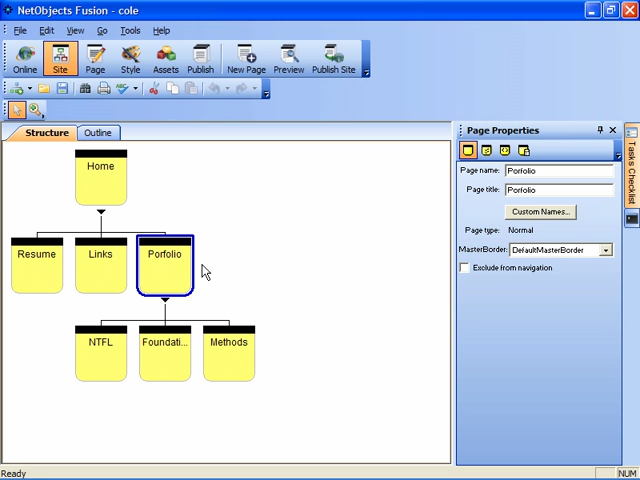 NetObjects Fusion - cole
File Edit View Go Tools Help
Online Site Page Style Assets Publish New Page Preview Publish Site
Structure Outline
Home
Resume Links Porfolio
NTFL Foundati... Methods
Page Properties
Page name: Porfolio
Page title: Porfolio
Custom Names...
Page type: Normal
MasterBorder: DefaultMasterBorder
Exclude from navigation
Tasks Checklist
Ready NUM